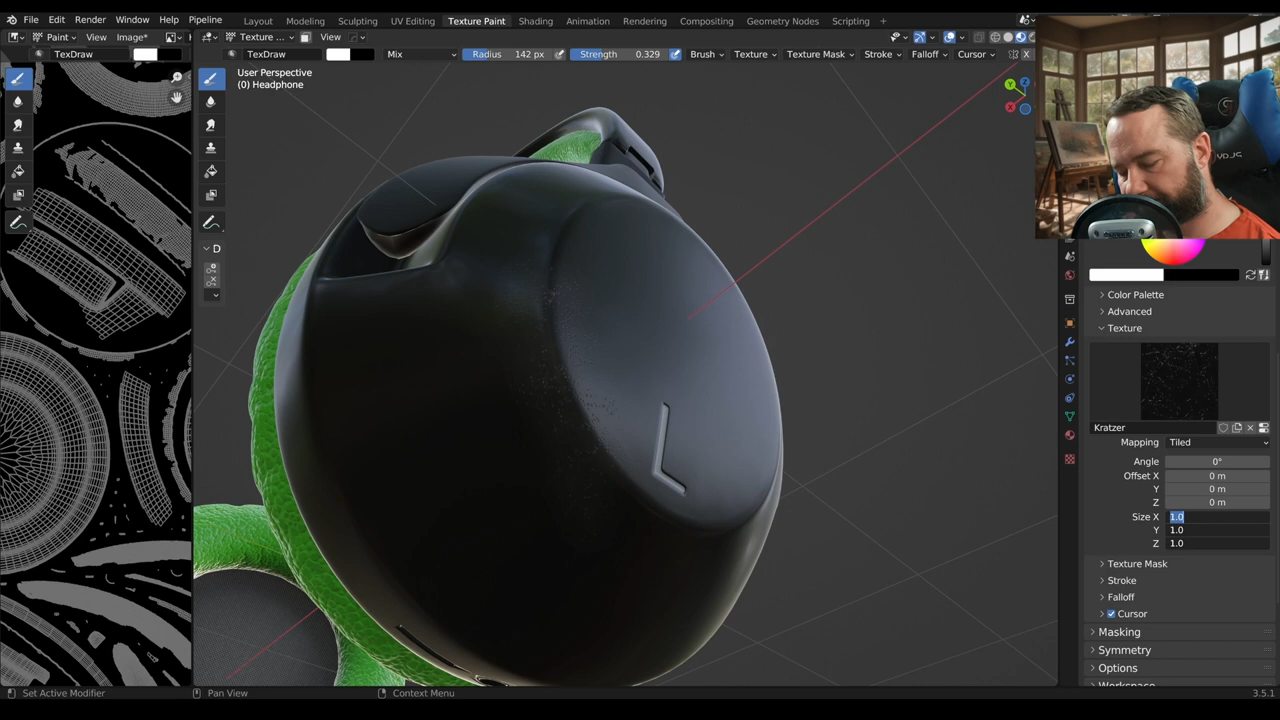 File Edit Render Window Help Pipeline Layout Modeling Sculpting UV Editing Texture Paint Shading Animation Rendering Compositing Geometry Nodes Scripting +
Paint View Image* Texture ... View
TexDraw TexDraw Mix Radius 142 px Strength 0.329 Brush Texture Texture Mask Stroke Falloff Cursor X
User Perspective
(0) Headphone
D
L
Color Palette
Advanced
Texture
Kratzer
Mapping Tiled
Angle 0°
Offset X 0 m
Y 0 m
Z 0 m
Size X 1.0
Y 1.0
Z 1.0
Texture Mask
Stroke
Falloff
Cursor
Masking
Symmetry
Options
Set Active Modifier Pan View Context Menu 3.5.1